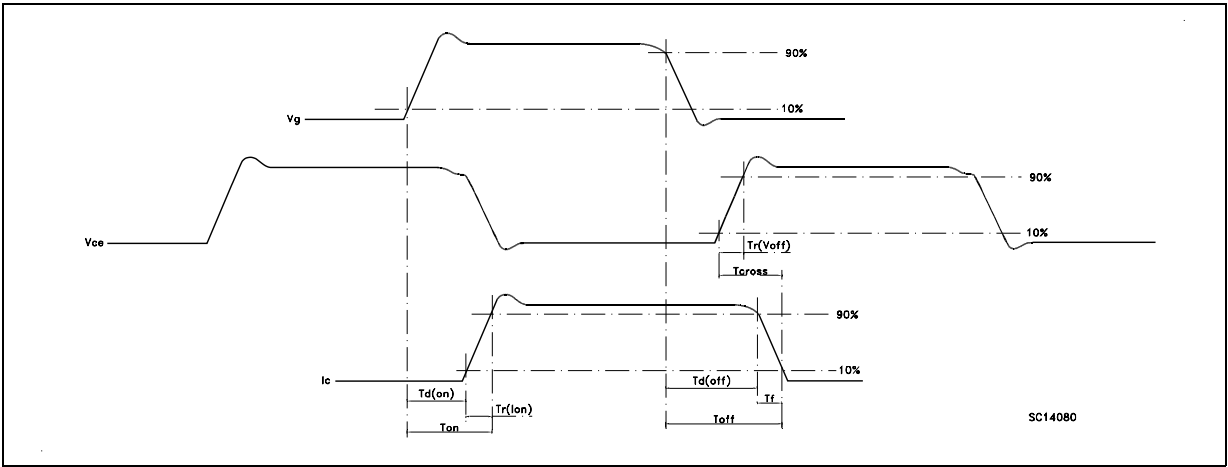 90%
10%
Vg
90%
Vce
10%
Tr(Voff)
Tcross
90%
Ic
10%
Td(on)
Td(off)
Tr(Ion)
Tf
Ton
Toff
SC14080